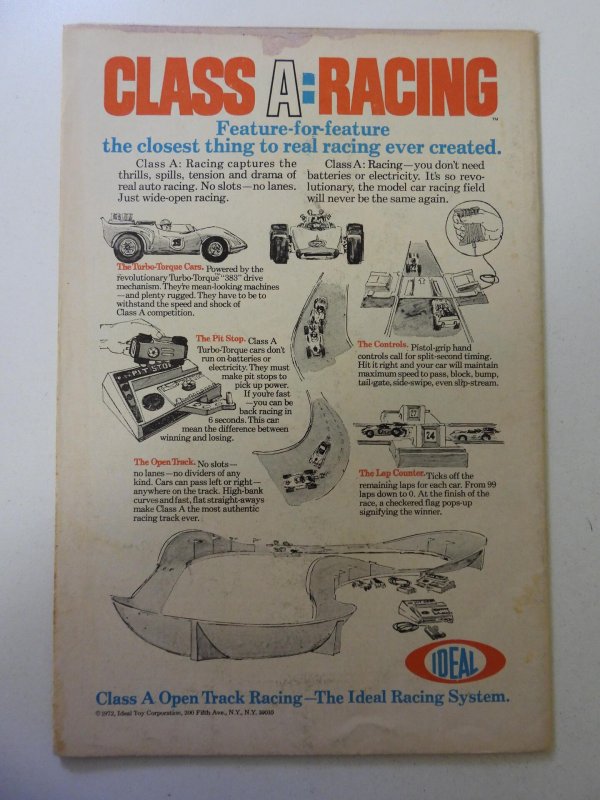 CLASS A: RACING
™
Feature-for-feature
the closest thing to real racing ever created.
Class A: Racing captures the
thrills, spills, tension and drama of
real auto racing. No slots—no lanes.
Just wide-open racing.
Class A: Racing—you don't need
batteries or electricity. It's so revo-
lutionary, the model car racing field
will never be the same again.
The Turbo-Torque Cars. Powered by the
revolutionary Turbo-Torque™ "383" drive
mechanism. They're mean-looking machines
—and plenty rugged. They have to be to
withstand the speed and shock of
Class A competition.
The Pit Stop. Class A
Turbo-Torque cars don't
run on batteries or
electricity. They must
make pit stops to
pick up power.
If you're fast
—you can be
back racing in
6 seconds. This can
mean the difference between
winning and losing.
PIT STOP
The Controls. Pistol-grip hand
controls call for split-second timing.
Hit it right and your car will maintain
maximum speed to pass, block, bump,
tail-gate, side-swipe, even slip-stream.
The Open Track. No slots—
no lanes—no dividers of any
kind. Cars can pass left or right—
anywhere on the track. High-bank
curves and fast, flat straight-aways
make Class A the most authentic
racing track ever.
24
The Lap Counter. Ticks off the
remaining laps for each car. From 99
laps down to 0. At the finish of the
race, a checkered flag pops-up
signifying the winner.
IDEAL
Class A Open Track Racing—The Ideal Racing System.
©1972, Ideal Toy Corporation, 200 Fifth Ave., N.Y., N.Y. 10010